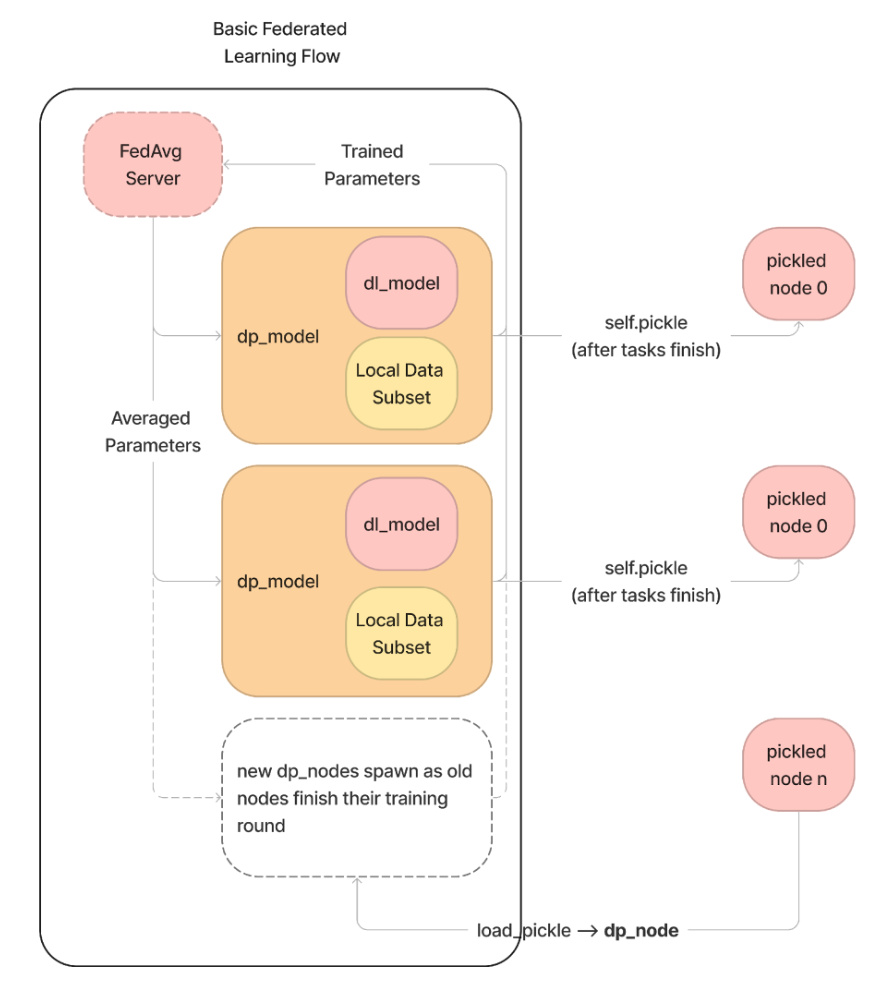 Basic Federated
Learning Flow
FedAvg
Server
Trained
Parameters
dl_model
dp_model
Local Data
Subset
self.pickle
(after tasks finish)
pickled
node 0
Averaged
Parameters
dl_model
dp_model
Local Data
Subset
self.pickle
(after tasks finish)
pickled
node 0
new dp_nodes spawn as old
nodes finish their training
round
pickled
node n
load_pickle → dp_node